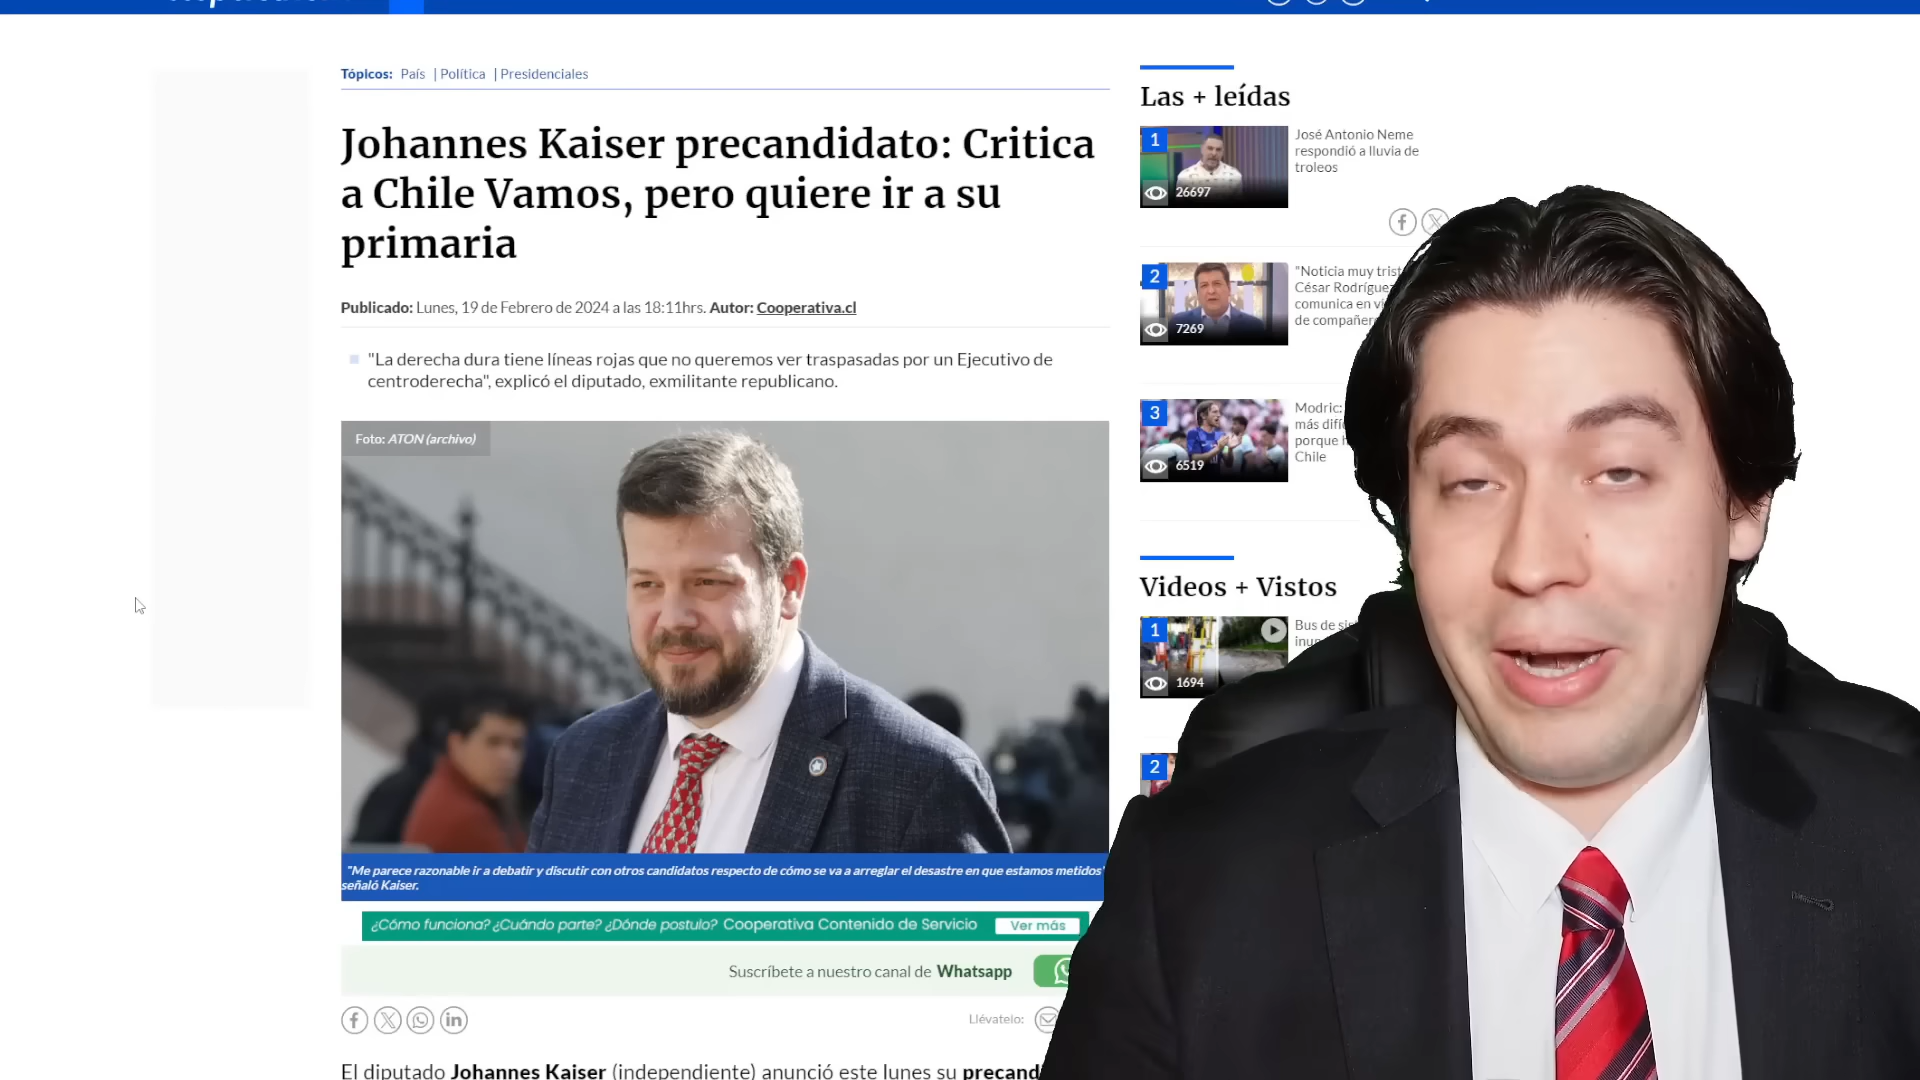 Tópicos: País | Política | Presidenciales
Johannes Kaiser precandidato: Critica
a Chile Vamos, pero quiere ir a su
primaria
Publicado: Lunes, 19 de Febrero de 2024 a las 18:11hrs. Autor: Cooperativa.cl
"La derecha dura tiene líneas rojas que no queremos ver traspasadas por un Ejecutivo de
centroderecha", explicó el diputado, exmilitante republicano.
Foto: ATON (archivo)
"Me parece razonable ir a debatir y discutir con otros candidatos respecto de cómo se va a arreglar el desastre en que estamos metidos"
señaló Kaiser.
¿Cómo funciona? ¿Cuándo parte? ¿Dónde postulo? Cooperativa Contenido de Servicio Ver más
Suscríbete a nuestro canal de Whatsapp
Llévatelo:
El diputado Johannes Kaiser (independiente) anunció este lunes su
Las + leídas
1
26697
José Antonio Neme
respondió a lluvia de
troleos
2
7269
"Noticia muy
César Rodríguez
comunica en
de
3
6519
Modric:
más
porque
Chile
Videos + Vistos
1
1694
Bus de
2